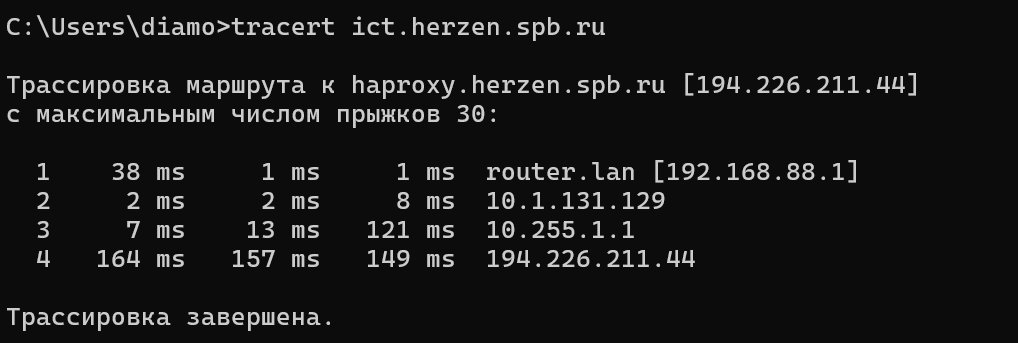 C:\Users\diamo>tracert ict.herzen.spb.ru
Трассировка маршрута к haproxy.herzen.spb.ru [194.226.211.44]
с максимальным числом прыжков 30:
1 38 ms 1 ms 1 ms router.lan [192.168.88.1]
2 2 ms 2 ms 8 ms 10.1.131.129
3 7 ms 13 ms 121 ms 10.255.1.1
4 164 ms 157 ms 149 ms 194.226.211.44
Трассировка завершена.